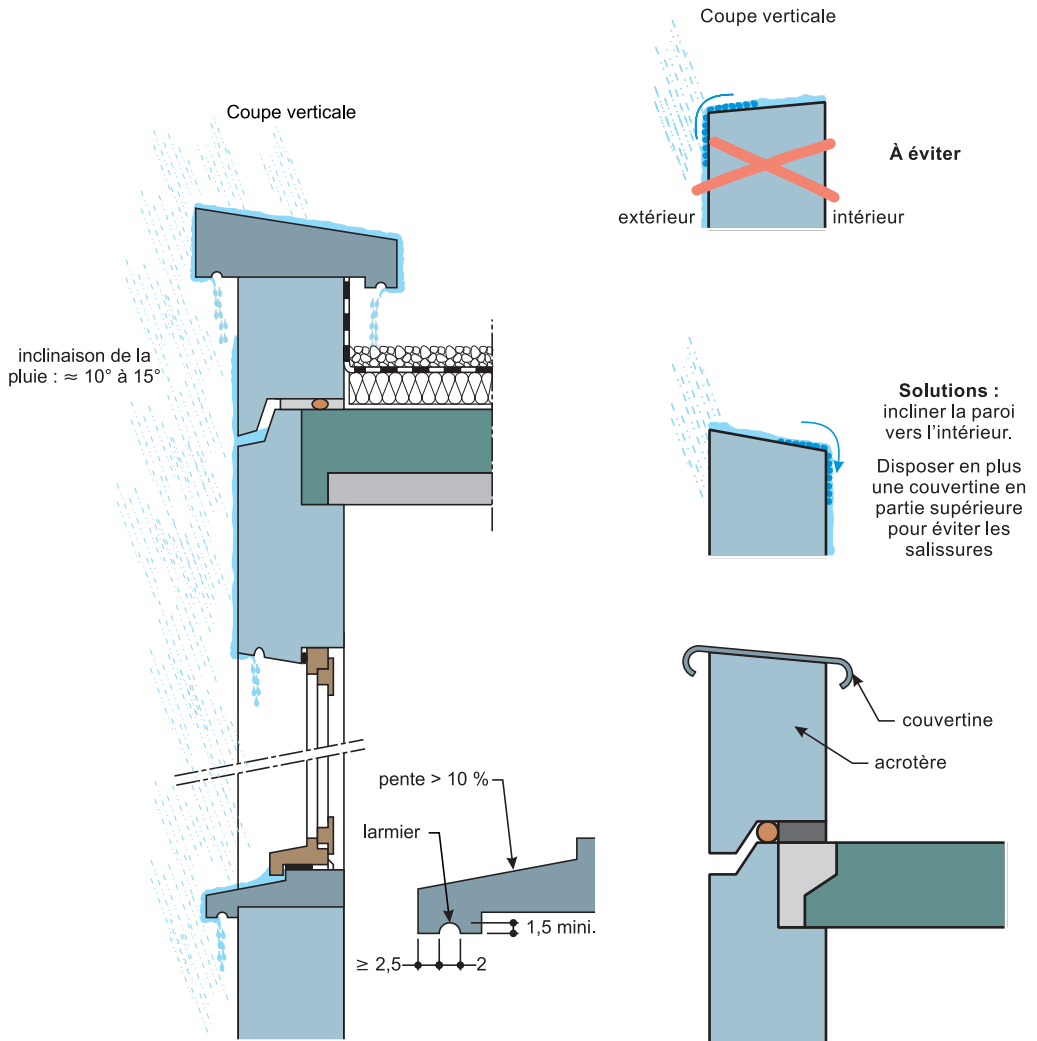 Coupe verticale
inclinaison de la
pluie : ≈ 10° à 15°
pente > 10 %
larmier
1,5 mini.
≥ 2,5
2
Coupe verticale
À éviter
extérieur
intérieur
Solutions :
incliner la paroi
vers l'intérieur.
Disposer en plus
une couvertine en
partie supérieure
pour éviter les
salissures
couvertine
acrotère